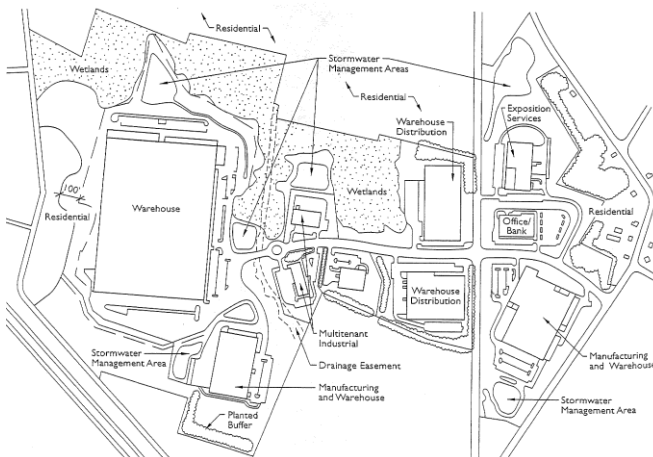 Residential
Stormwater
Management Areas
Wetlands
Residential
Warehouse
Distribution
Exposition
Services
100'
Residential
Warehouse
Wetlands
Office/
Bank
Residential
Warehouse
Distribution
Multitenant
Industrial
Stormwater
Management Area
Drainage Easement
Manufacturing
and Warehouse
Manufacturing
and Warehouse
Planted
Buffer
Stormwater
Management Area